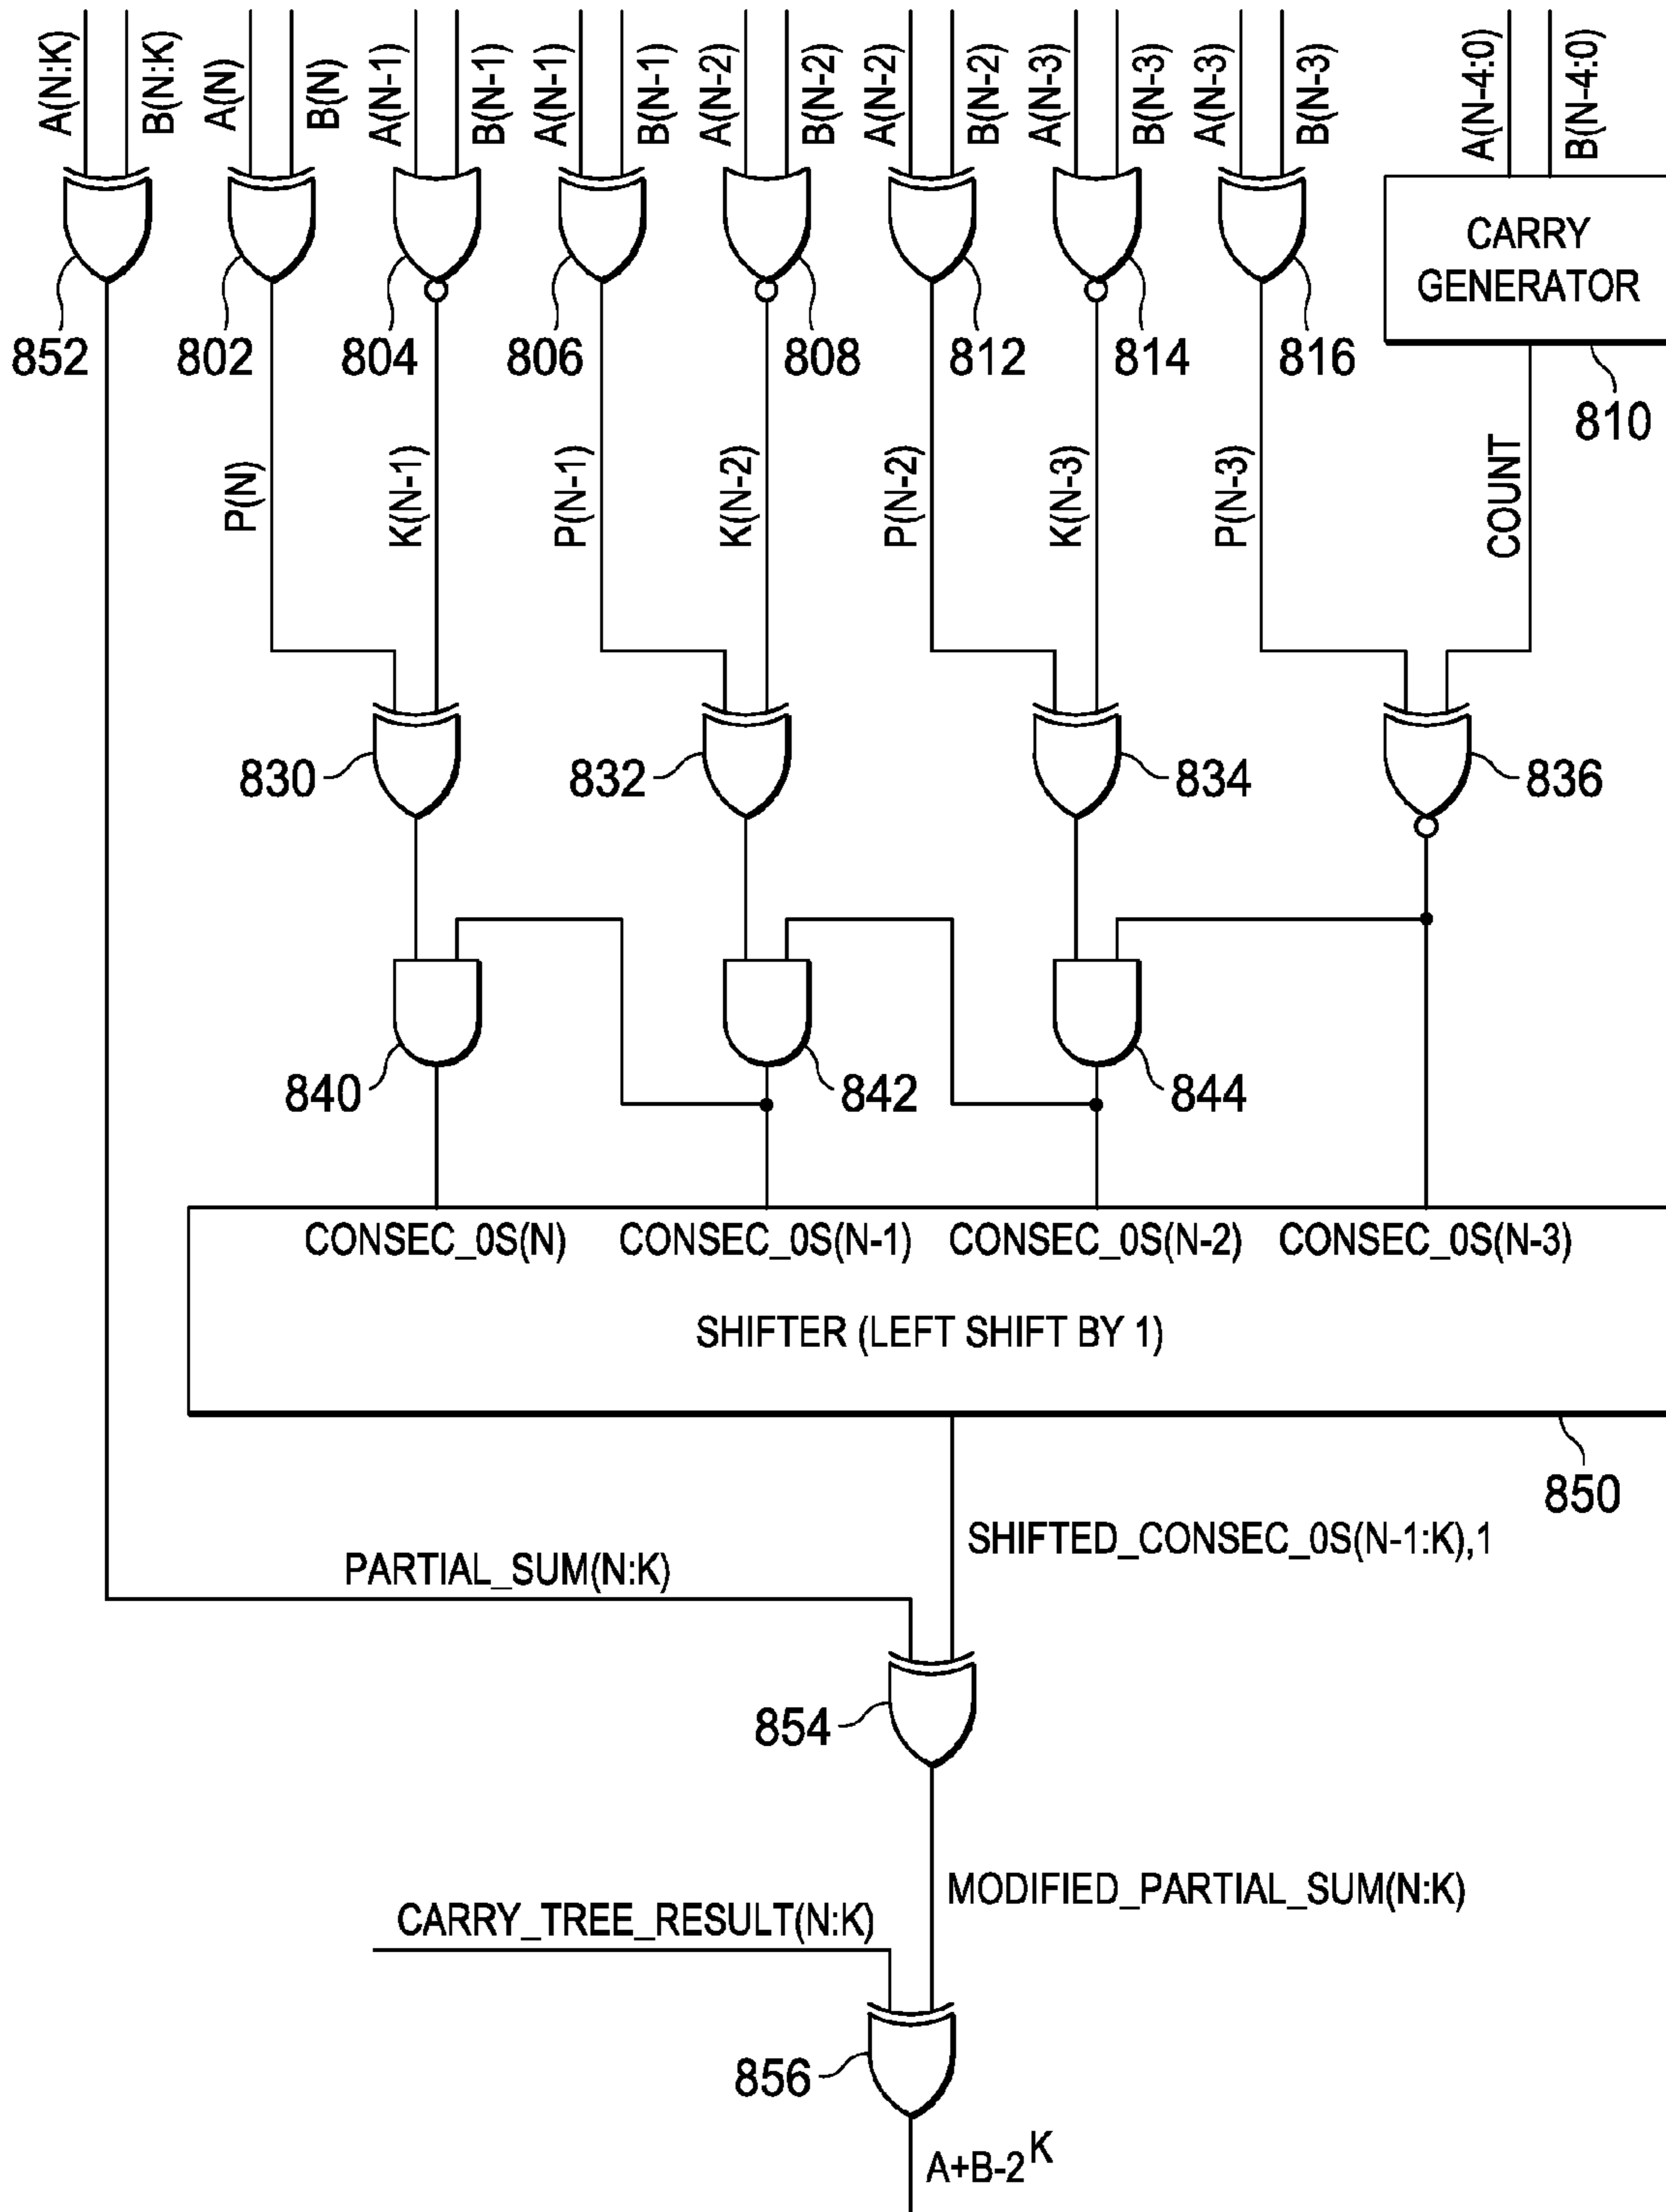 A(N:K)
B(N:K)
A(N)
B(N)
A(N-1)
B(N-1)
A(N-1)
B(N-1)
A(N-2)
B(N-2)
A(N-2)
B(N-2)
A(N-3)
B(N-3)
A(N-3)
B(N-3)
A(N-4:0)
B(N-4:0)
CARRY
GENERATOR
852
802
804
806
808
812
814
816
810
P(N)
K(N-1)
P(N-1)
K(N-2)
P(N-2)
K(N-3)
P(N-3)
COUNT
830
832
834
836
840
842
844
CONSEC_0S(N)
CONSEC_0S(N-1)
CONSEC_0S(N-2)
CONSEC_0S(N-3)
SHIFTER (LEFT SHIFT BY 1)
850
SHIFTED_CONSEC_0S(N-1:K),1
PARTIAL_SUM(N:K)
854
MODIFIED_PARTIAL_SUM(N:K)
CARRY_TREE_RESULT(N:K)
856
A+B-2^K